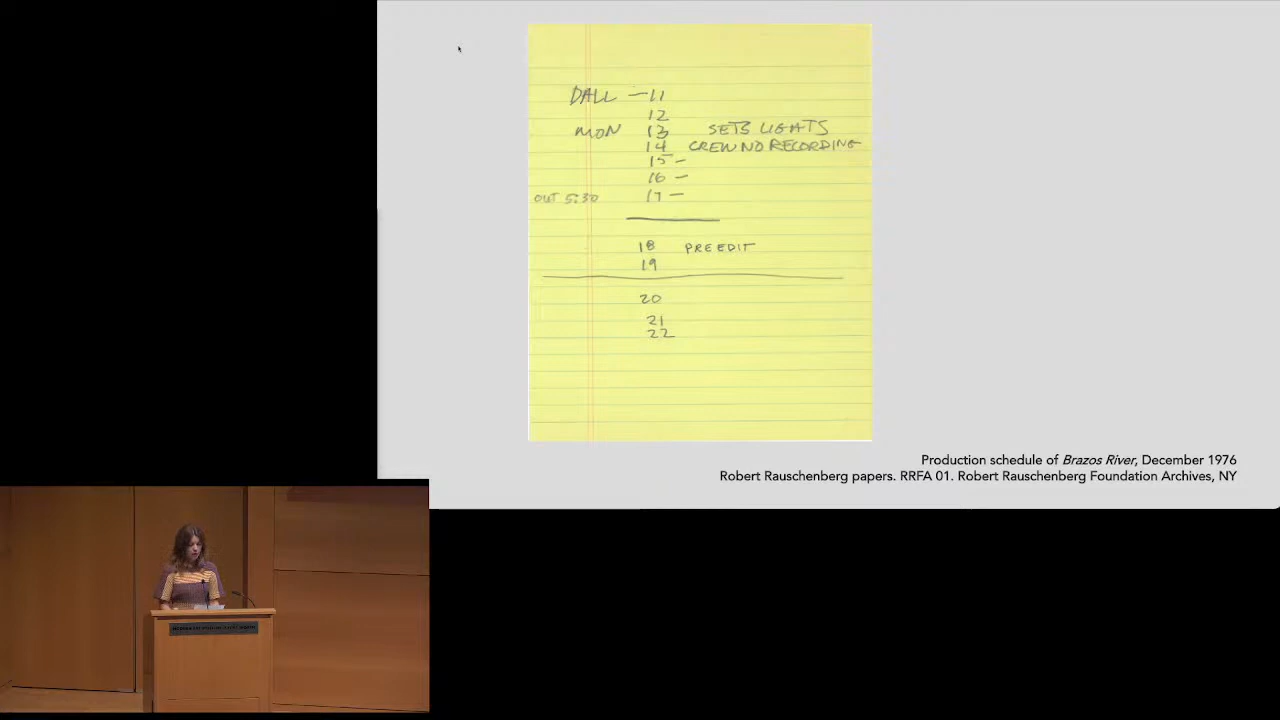 DALL — 11
12
MON 13 SETS LIGHTS
14 CREW NO RECORDING
15 –
16 –
OUT 5:30 17 –
18 PREEDIT
19
20
21
22
Production schedule of Brazos River, December 1976
Robert Rauschenberg papers. RRFA 01. Robert Rauschenberg Foundation Archives, NY